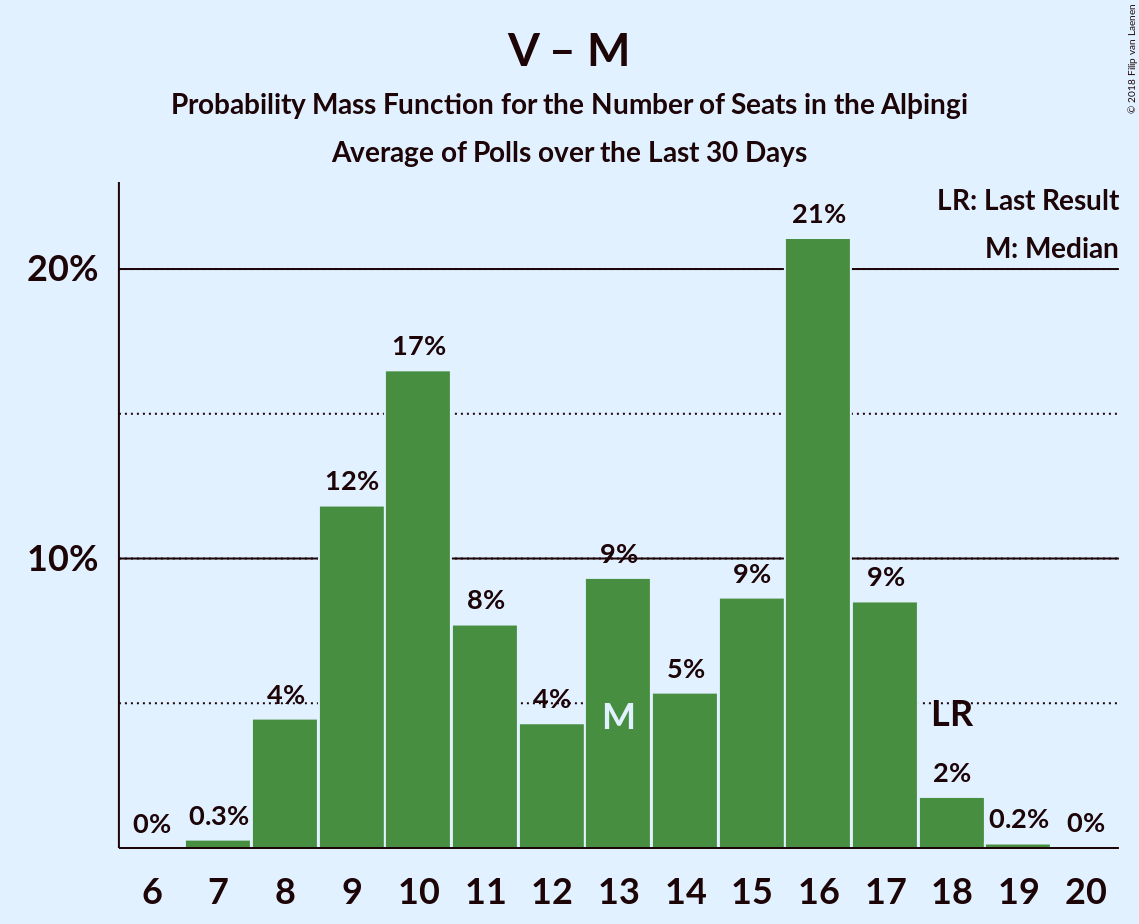 V – M
Probability Mass Function for the Number of Seats in the Alþingi
Average of Polls over the Last 30 Days
© 2018 Filip van Laenen
LR: Last Result
M: Median
20%
10%
0%
0.3%
4%
12%
17%
8%
4%
9%
5%
9%
21%
9%
2%
0.2%
0%
M
LR
6 7 8 9 10 11 12 13 14 15 16 17 18 19 20